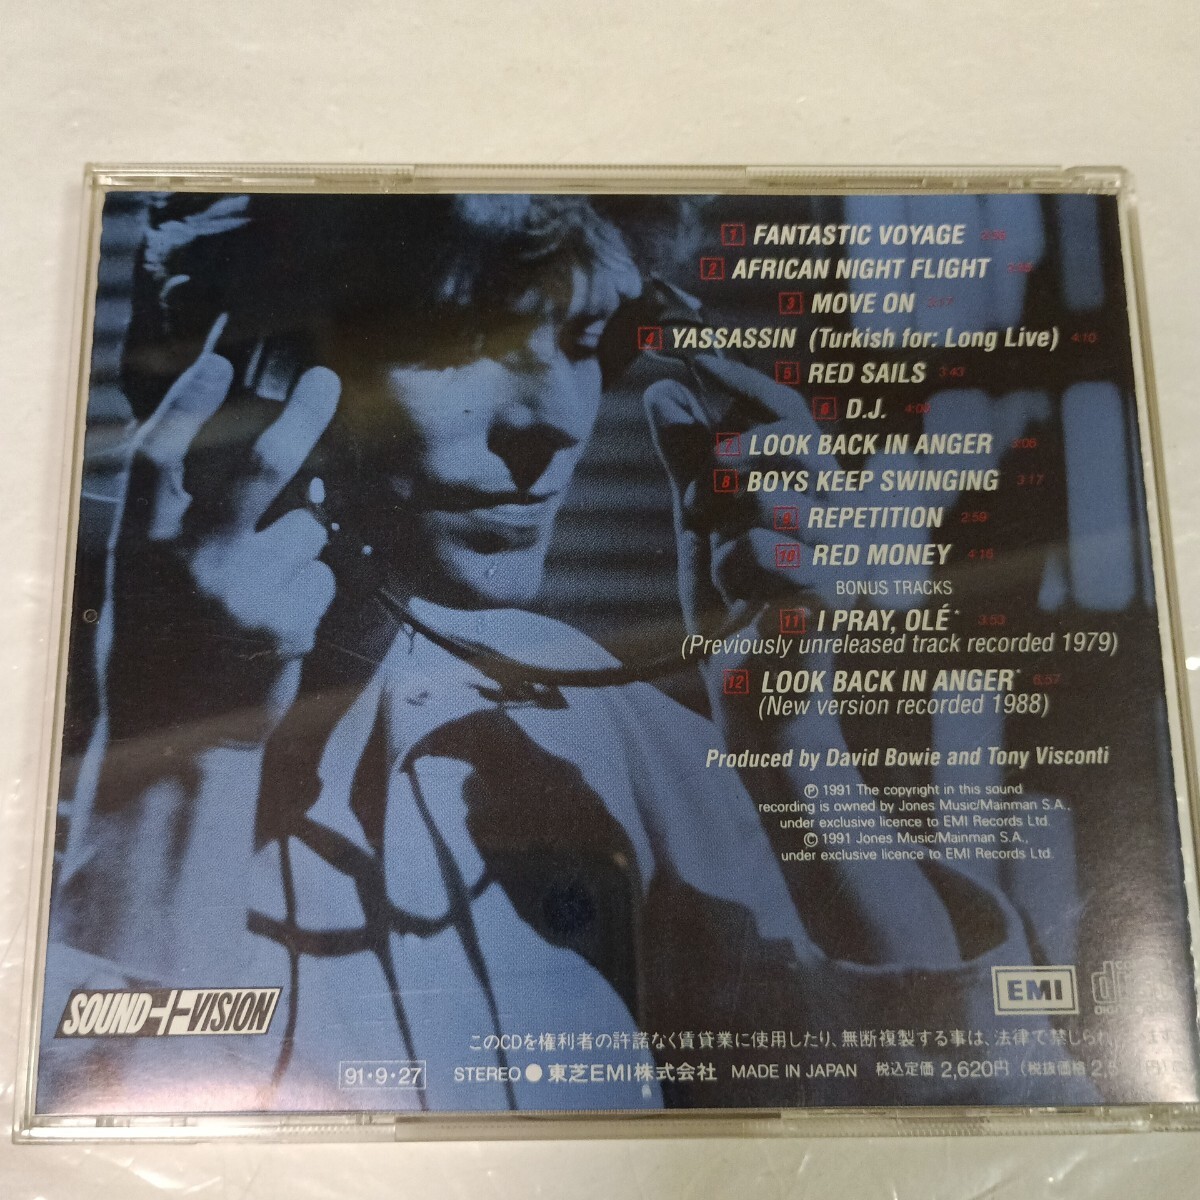 1 FANTASTIC VOYAGE 2:55
2 AFRICAN NIGHT FLIGHT
3 MOVE ON 3:17
4 YASSASSIN (Turkish for: Long Live) 4:10
5 RED SAILS 3:43
6 D.J.
7 LOOK BACK IN ANGER 3:06
8 BOYS KEEP SWINGING 3:17
9 REPETITION 2:59
10 RED MONEY 4:16
BONUS TRACKS
11 I PRAY, OLÉ* 3:53
(Previously unreleased track recorded 1979)
12 LOOK BACK IN ANGER* 6:57
(New version recorded 1988)
Produced by David Bowie and Tony Visconti
Ⓟ 1991 The copyright in this sound
recording is owned by Jones Music/Mainman S.A.,
under exclusive licence to EMI Records Ltd.
© 1991 Jones Music/Mainman S.A.,
under exclusive licence to EMI Records Ltd.
SOUND+VISION
EMI
このCDを権利者の許諾なく賃貸業に使用したり、無断複製する事は、法律で禁じられ
91・9・27 STEREO ● 東芝EMI株式会社 MADE IN JAPAN 税込定価 2,620円 (税抜価格